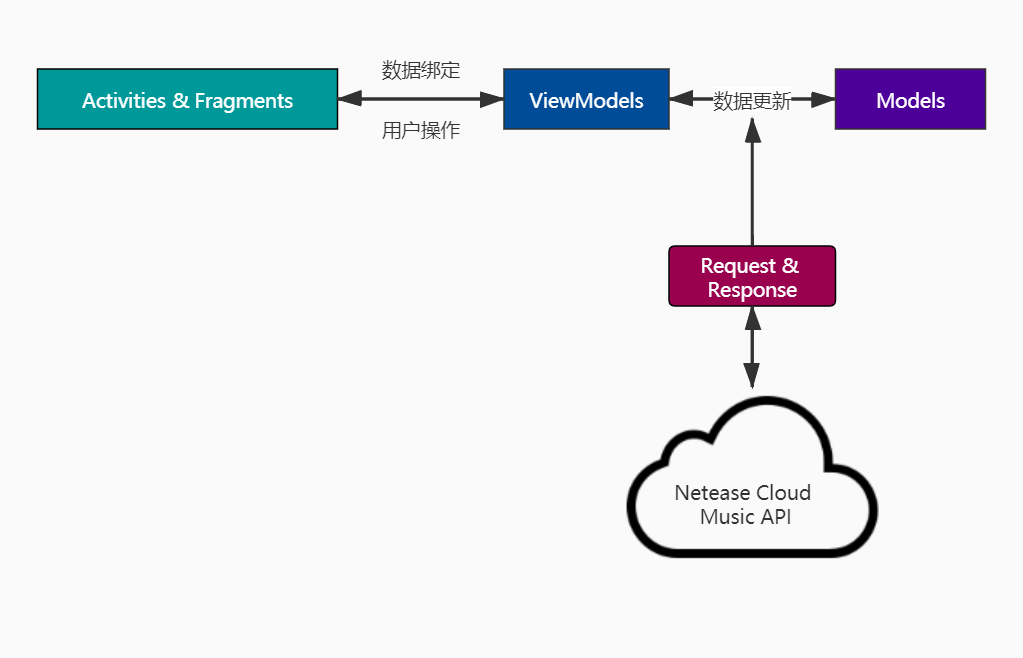 数据绑定
Activities & Fragments
ViewModels
数据更新
Models
用户操作
Request &
Response
Netease Cloud
Music API